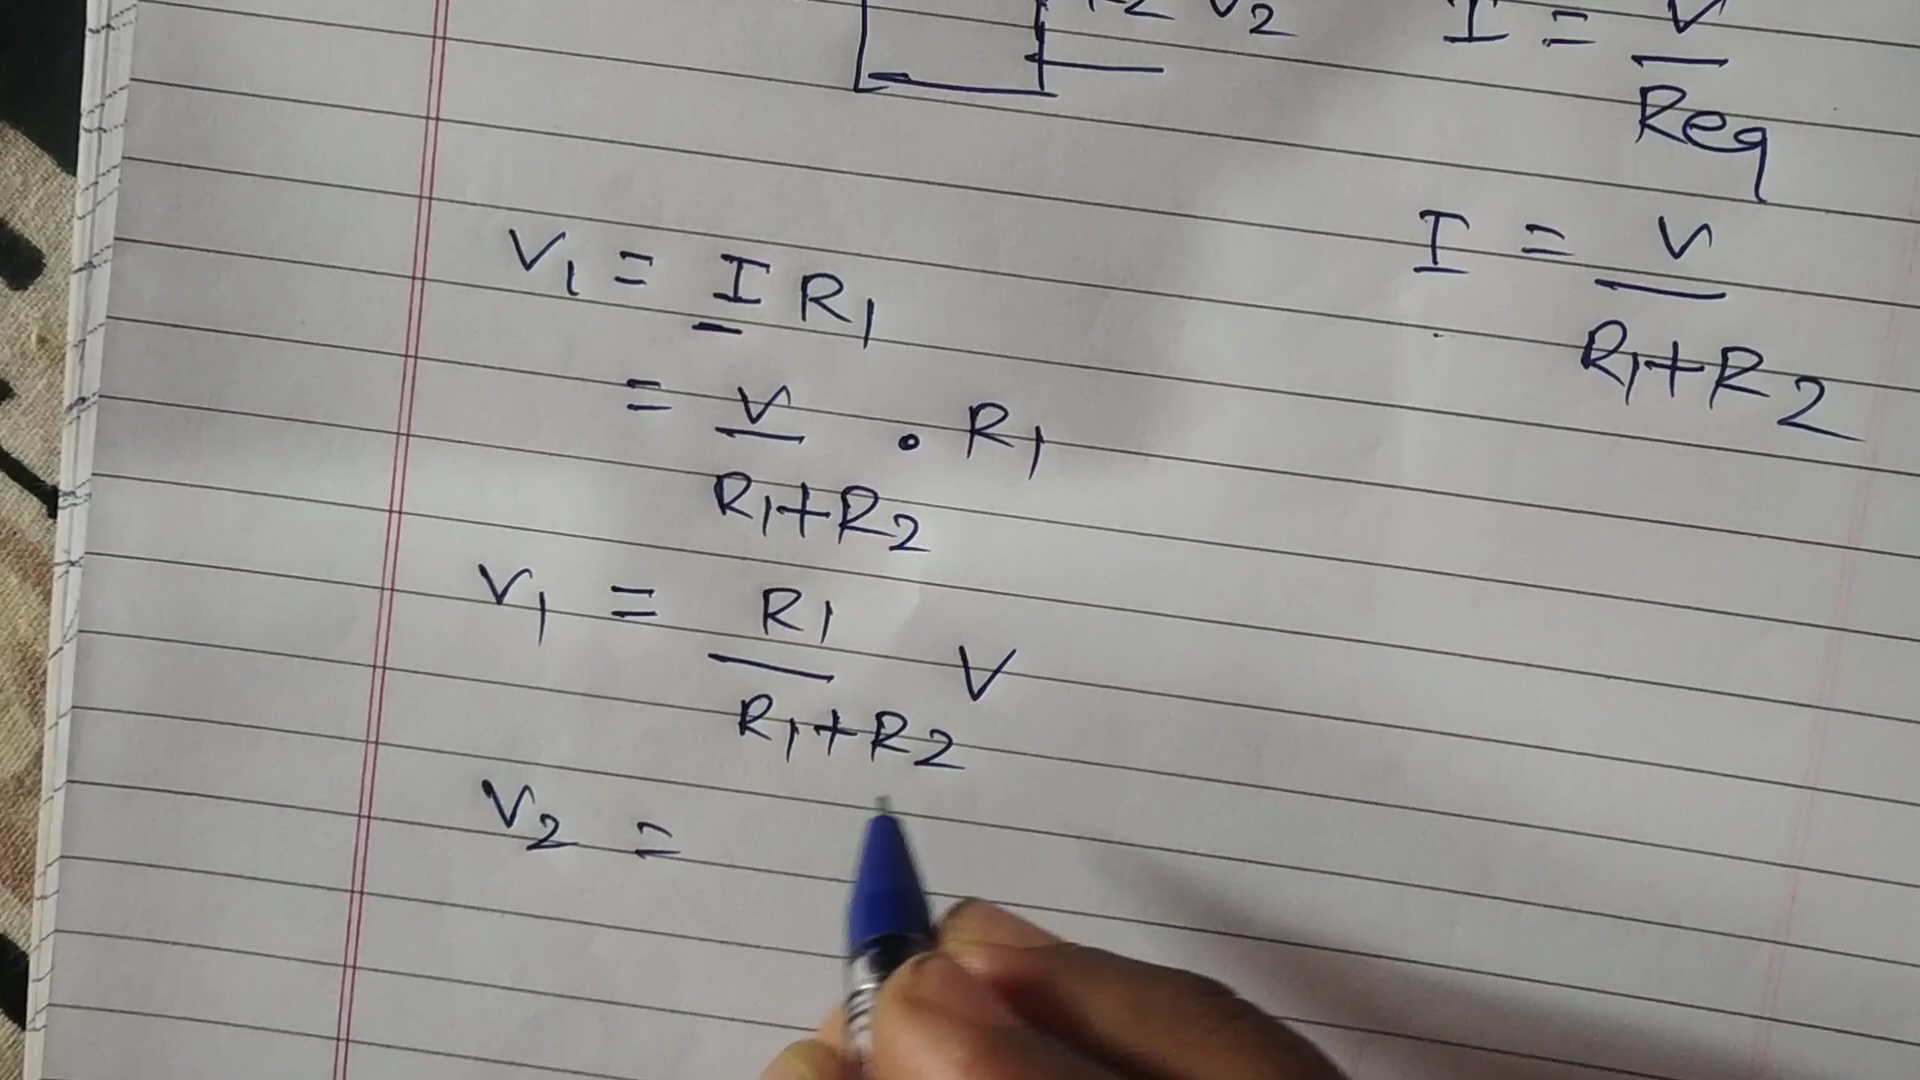 V2 I = V
Req
I = V
R1+R2
V1 = I R1
= V . R1
R1+R2
V1 = R1 V
R1+R2
V2 =